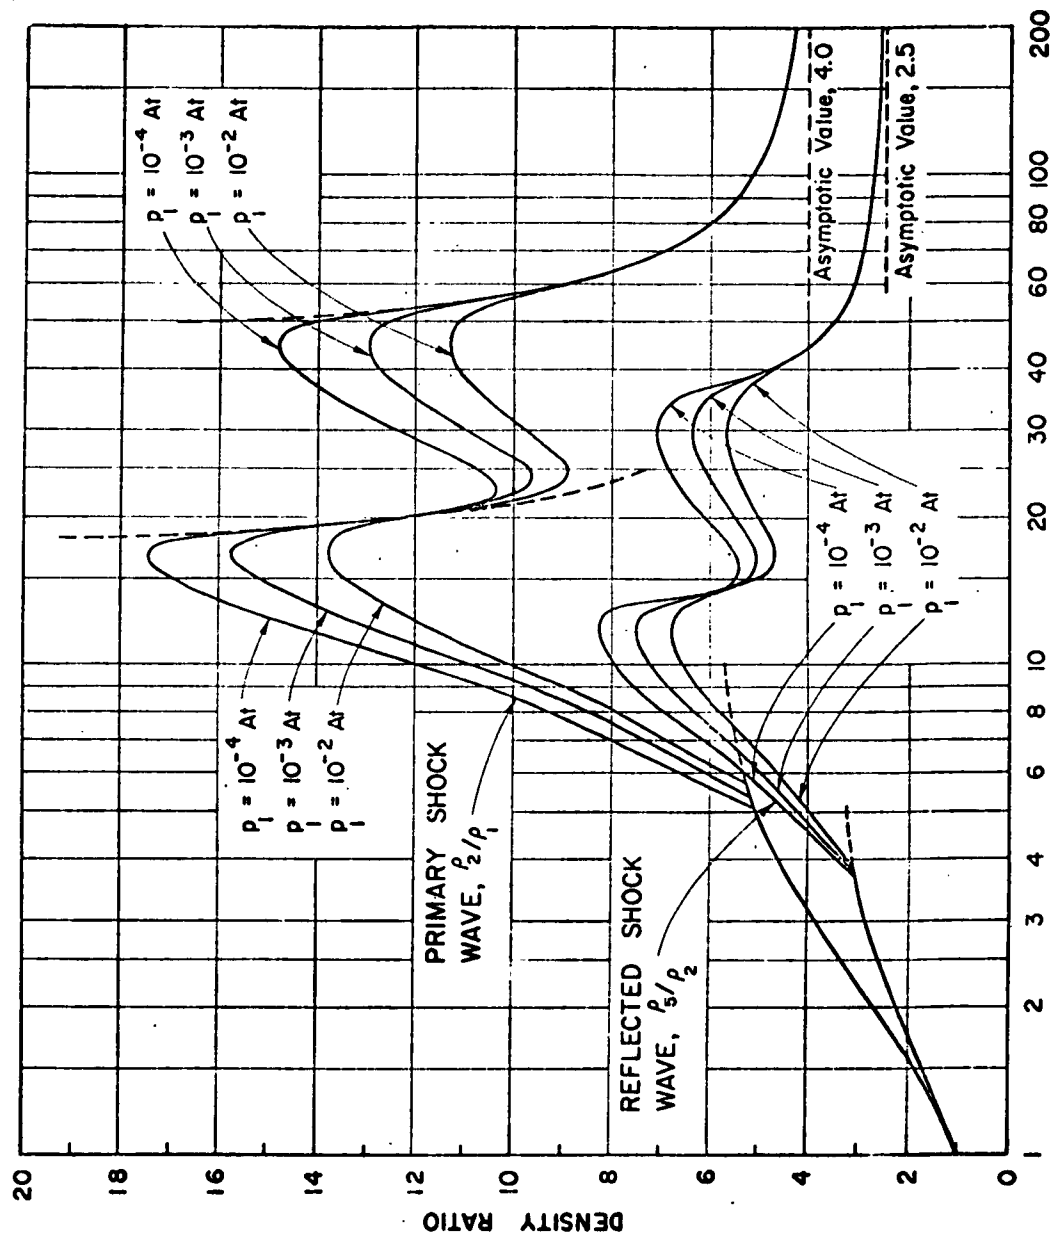 DENSITY RATIO
20
18
16
14
12
10
8
6
4
2
0
1
2
3
4
6
8
10
20
30
40
60
80
100
200
p₁ = 10⁻⁴ At
p₁ = 10⁻³ At
p₁ = 10⁻² At
PRIMARY SHOCK
WAVE, ρ₂/ρ₁
p₁ = 10⁻⁴ At
p₁ = 10⁻³ At
p₁ = 10⁻² At
REFLECTED SHOCK
WAVE, ρ₅/ρ₂
p₁ = 10⁻⁴ At
p₁ = 10⁻³ At
p₁ = 10⁻² At
Asymptotic Value, 4.0
Asymptotic Value, 2.5